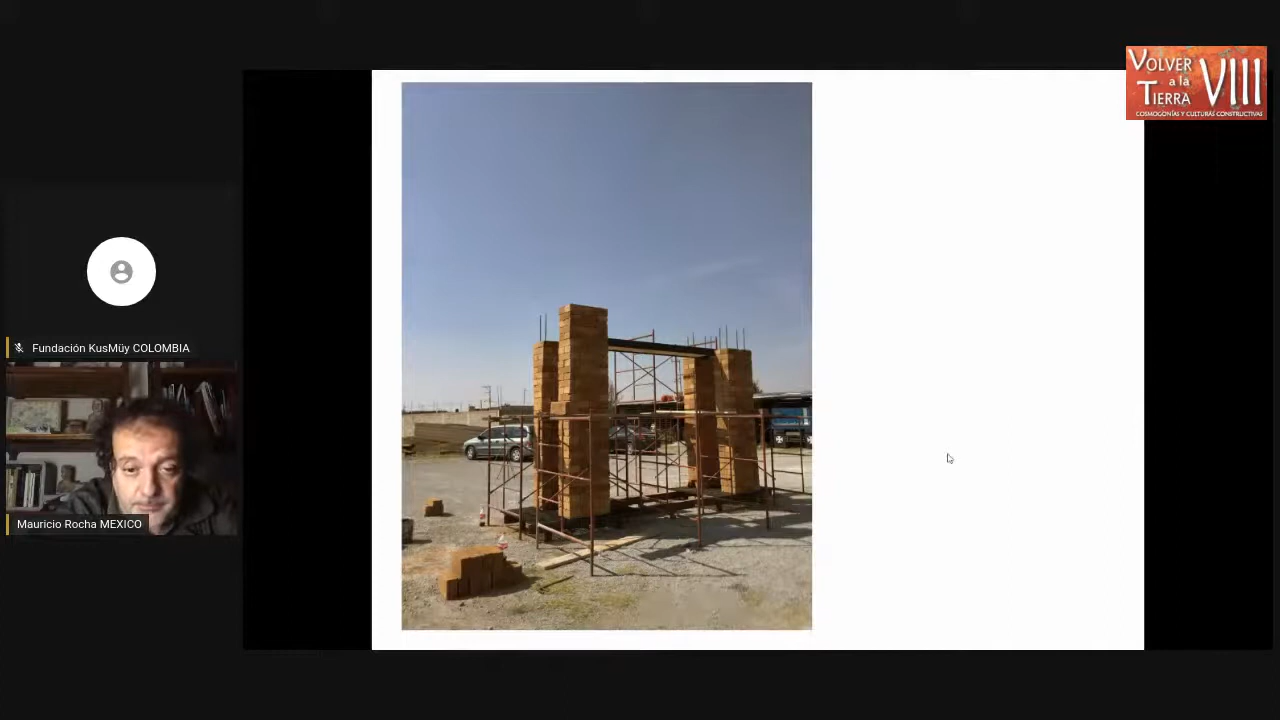 VOLVER
a la
TIERRA
VIII
COSMOGONÍAS Y CULTURAS CONSTRUCTIVAS
Fundación KusMüy COLOMBIA
Mauricio Rocha MEXICO